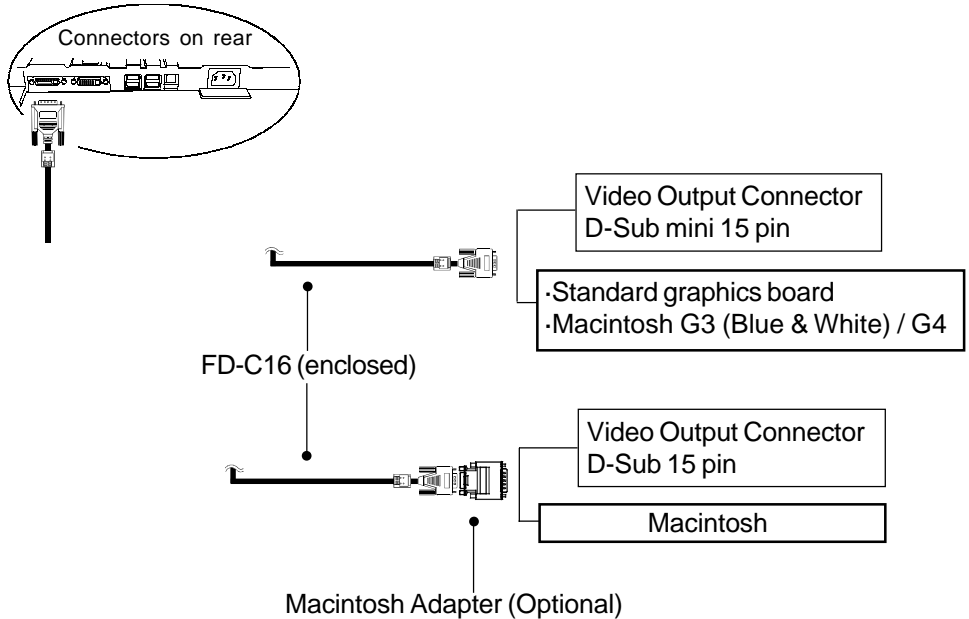 Connectors on rear
Video Output Connector
D-Sub mini 15 pin
·Standard graphics board
·Macintosh G3 (Blue & White) / G4
FD-C16 (enclosed)
Video Output Connector
D-Sub 15 pin
Macintosh
Macintosh Adapter (Optional)